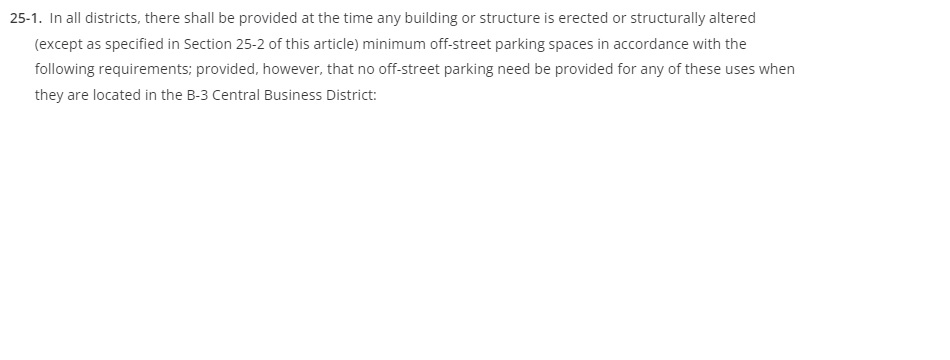 25-1. In all districts, there shall be provided at the time any building or structure is erected or structurally altered
(except as specified in Section 25-2 of this article) minimum off-street parking spaces in accordance with the
following requirements; provided, however, that no off-street parking need be provided for any of these uses when
they are located in the B-3 Central Business District: